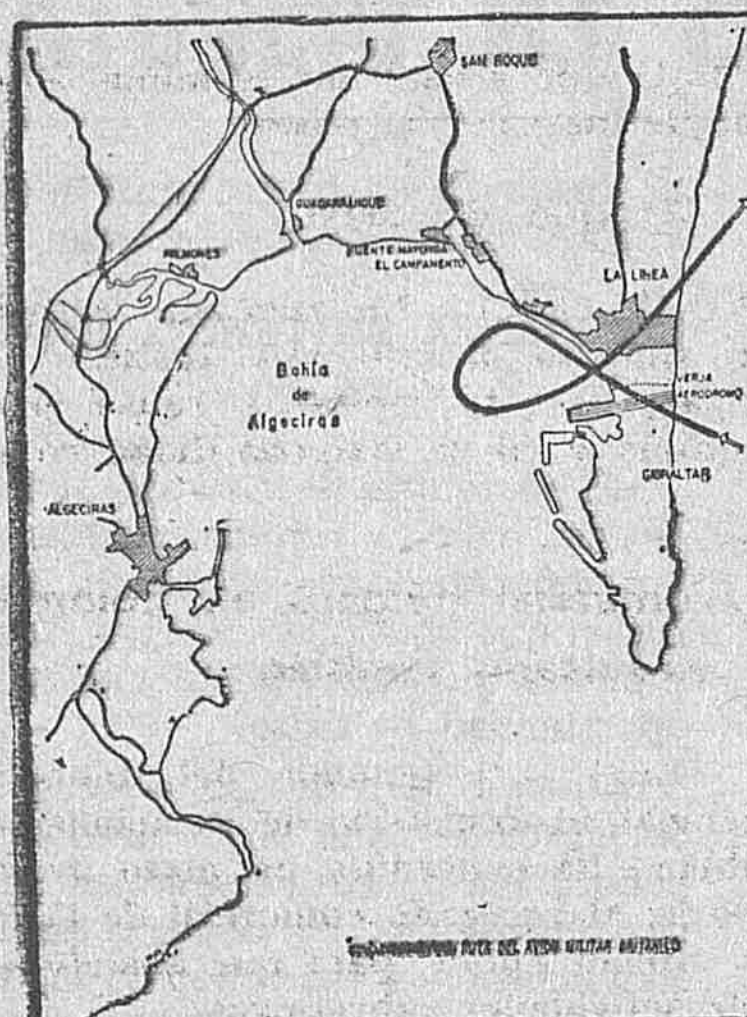 SAN ROQUE
GUADARRANQUE
PALMONES
PUENTE MAYORGA
EL CAMPAMENTO
LA LINEA
Bahía
de
Algeciras
VERJA
AERODROMO
GIBRALTAR
ALGECIRAS
RUTA DEL AVION MILITAR BRITANICO